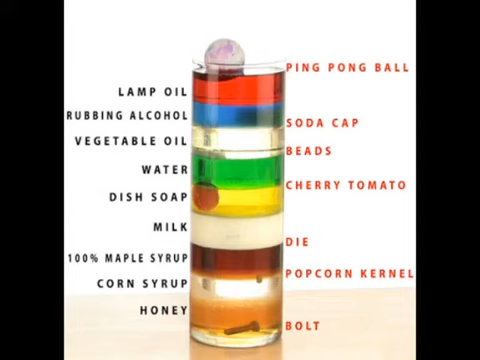 PING PONG BALL
LAMP OIL
RUBBING ALCOHOL
SODA CAP
VEGETABLE OIL
BEADS
WATER
CHERRY TOMATO
DISH SOAP
MILK
DIE
100% MAPLE SYRUP
POPCORN KERNEL
CORN SYRUP
HONEY
BOLT